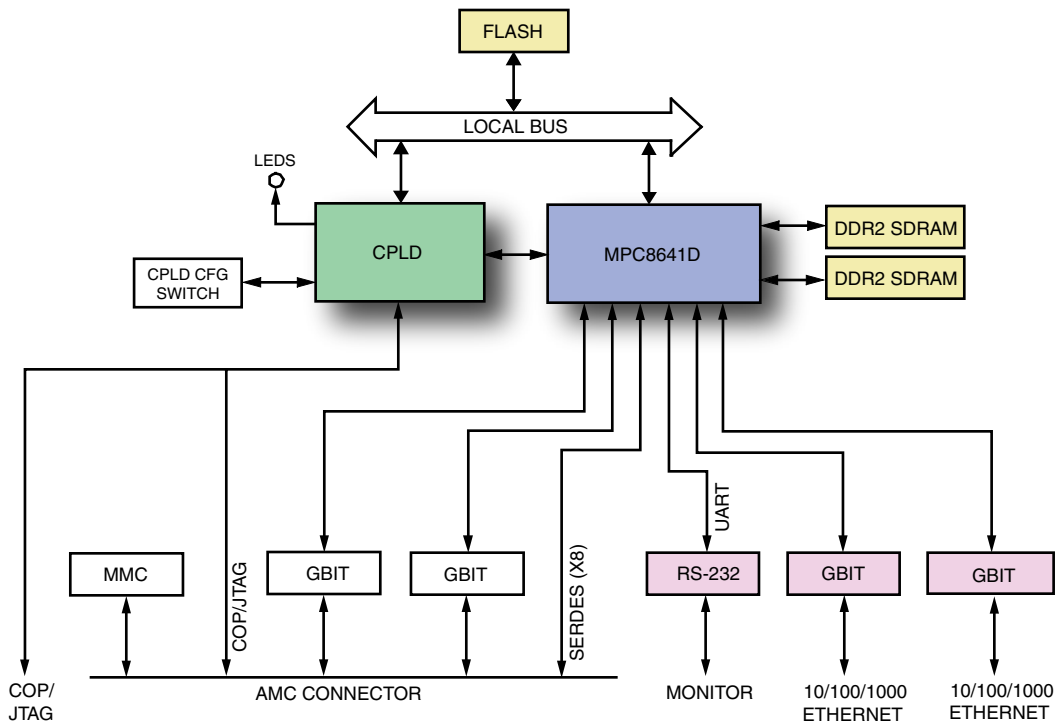 FLASH
LOCAL BUS
LEDS
CPLD
MPC8641D
DDR2 SDRAM
DDR2 SDRAM
CPLD CFG
SWITCH
UART
SERDES (X8)
COP/JTAG
MMC
GBIT
GBIT
RS-232
GBIT
GBIT
COP/
JTAG
AMC CONNECTOR
MONITOR
10/100/1000
ETHERNET
10/100/1000
ETHERNET